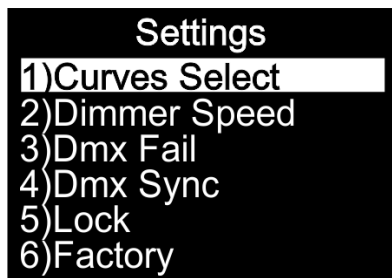 Settings
1)Curves Select
2)Dimmer Speed
3)Dmx Fail
4)Dmx Sync
5)Lock
6)Factory